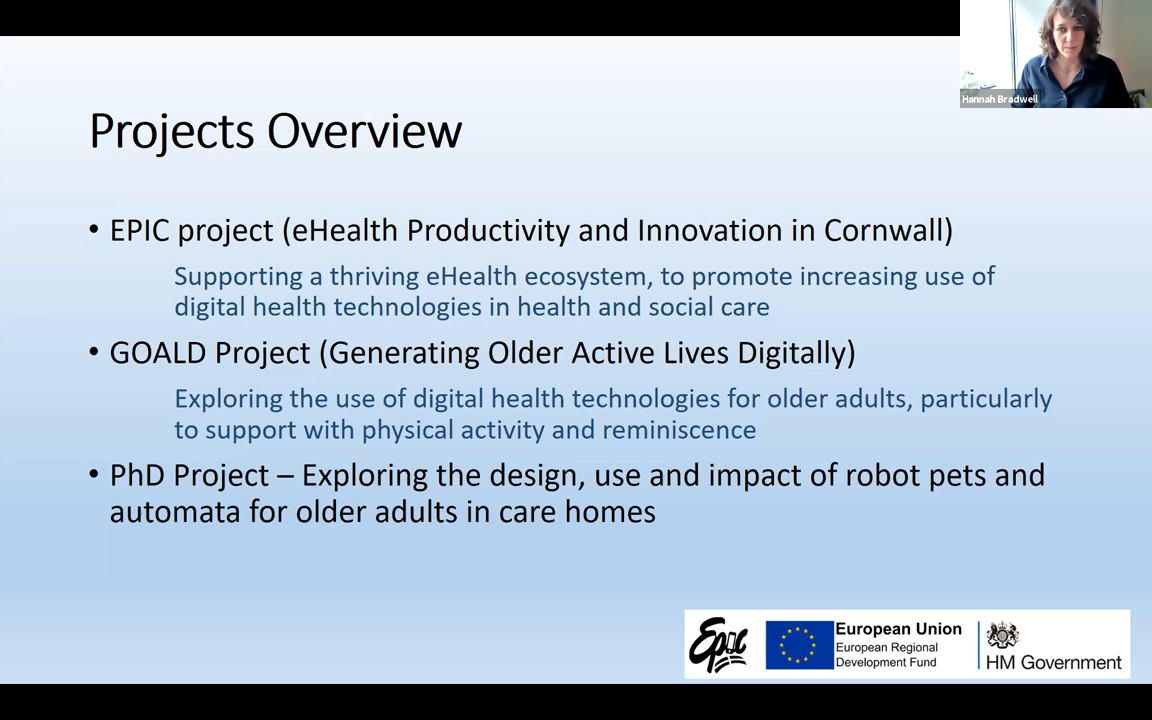 Hannah Bradwell
Projects Overview
• EPIC project (eHealth Productivity and Innovation in Cornwall)
Supporting a thriving eHealth ecosystem, to promote increasing use of
digital health technologies in health and social care
• GOALD Project (Generating Older Active Lives Digitally)
Exploring the use of digital health technologies for older adults, particularly
to support with physical activity and reminiscence
• PhD Project – Exploring the design, use and impact of robot pets and
automata for older adults in care homes
Epic
European Union
European Regional
Development Fund
HM Government